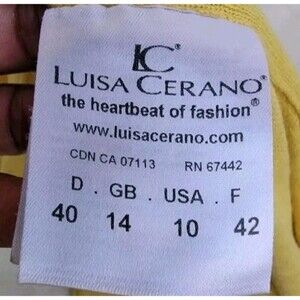 LC®
LUISA CERANO®
the heartbeat of fashion®
www.luisacerano.com
CDN CA 07113 RN 67442
D . GB . USA . F
40 14 10 42